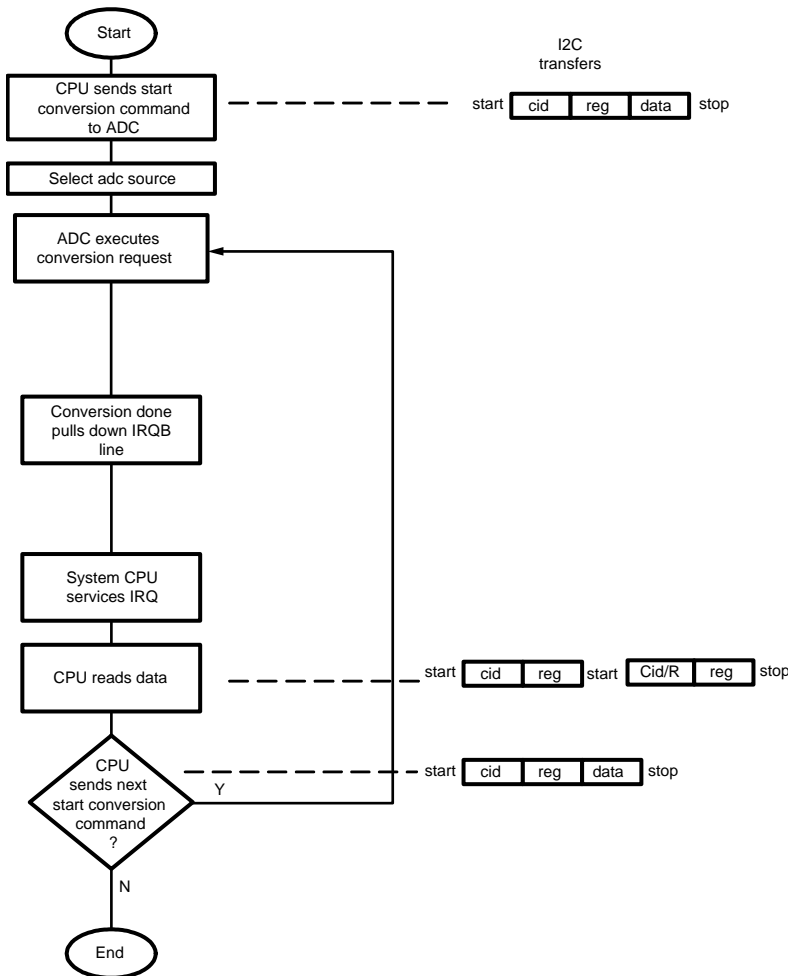 Start
I2C
transfers
CPU sends start
conversion command
to ADC
start cid reg data stop
Select adc source
ADC executes
conversion request
Conversion done
pulls down IRQB
line
System CPU
services IRQ
CPU reads data
start cid reg start Cid/R reg stop
CPU
sends next
start conversion
command
?
start cid reg data stop
Y
N
End